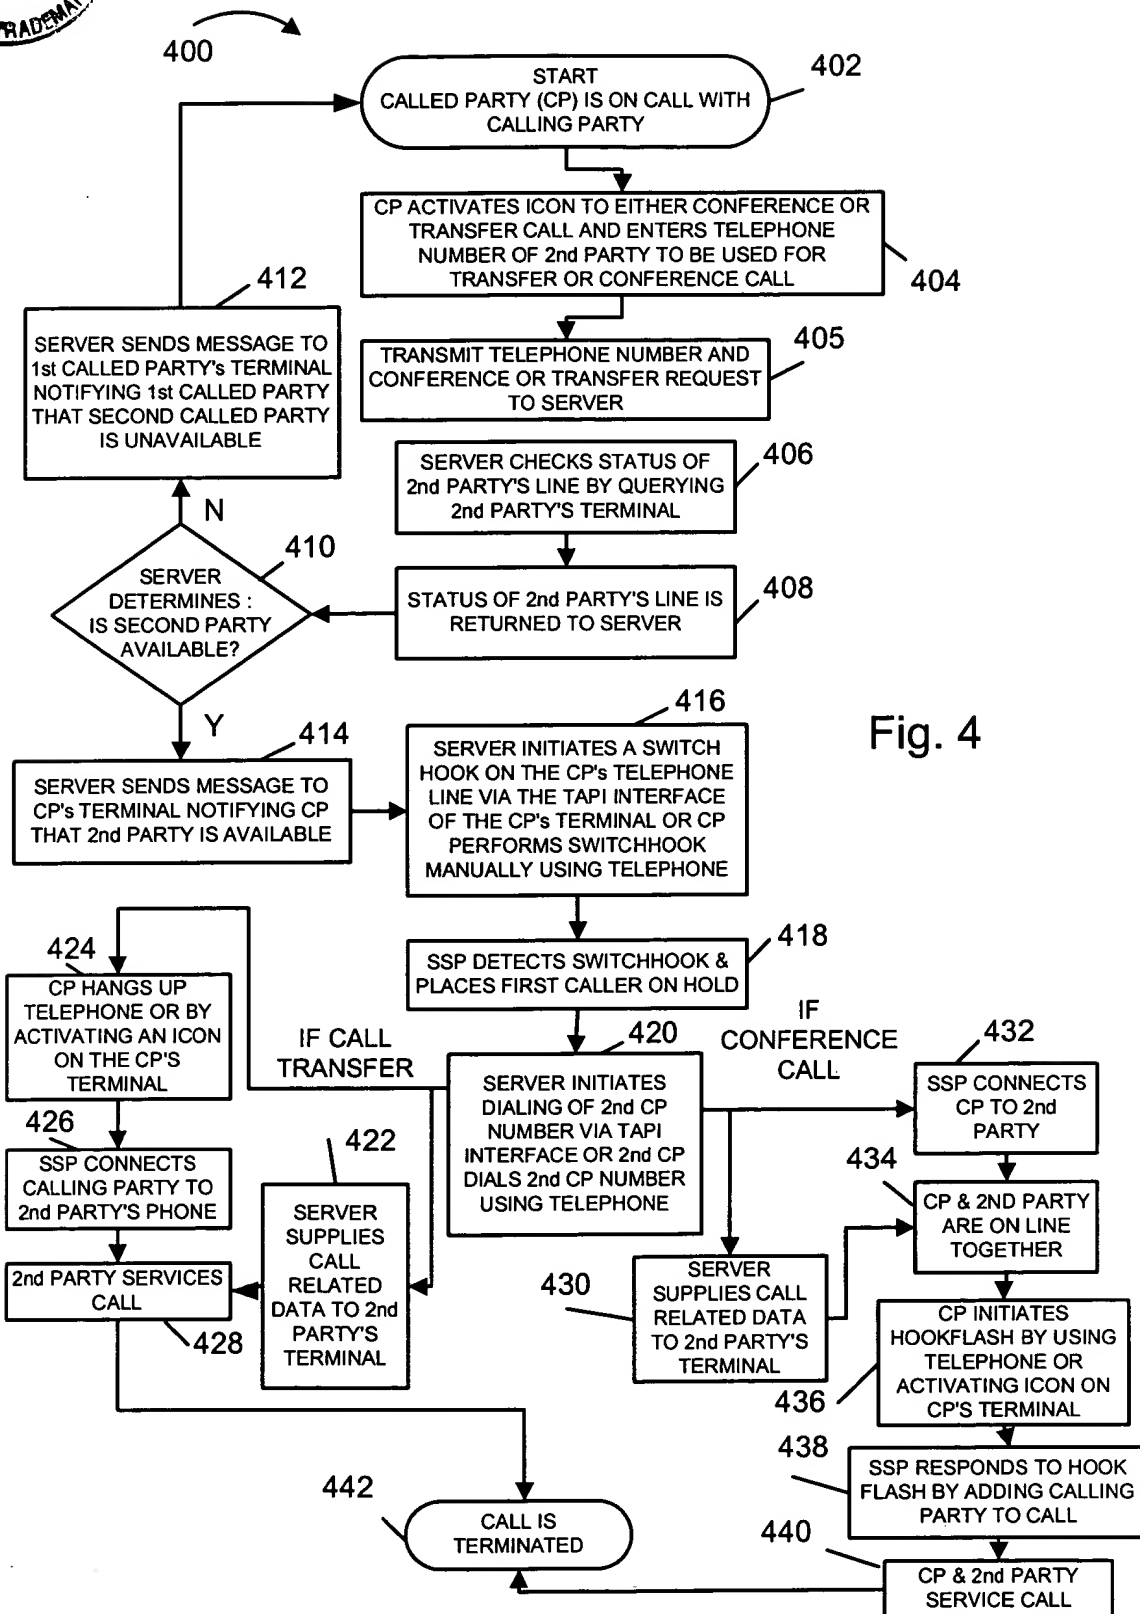 TRADEMA
400
START
CALLED PARTY (CP) IS ON CALL WITH
CALLING PARTY
402
CP ACTIVATES ICON TO EITHER CONFERENCE OR
TRANSFER CALL AND ENTERS TELEPHONE
NUMBER OF 2nd PARTY TO BE USED FOR
TRANSFER OR CONFERENCE CALL
404
412
SERVER SENDS MESSAGE TO
1st CALLED PARTY's TERMINAL
NOTIFYING 1st CALLED PARTY
THAT SECOND CALLED PARTY
IS UNAVAILABLE
405
TRANSMIT TELEPHONE NUMBER AND
CONFERENCE OR TRANSFER REQUEST
TO SERVER
406
SERVER CHECKS STATUS OF
2nd PARTY'S LINE BY QUERYING
2nd PARTY'S TERMINAL
N
410
SERVER
DETERMINES :
IS SECOND PARTY
AVAILABLE?
408
STATUS OF 2nd PARTY'S LINE IS
RETURNED TO SERVER
Y
414
SERVER SENDS MESSAGE TO
CP's TERMINAL NOTIFYING CP
THAT 2nd PARTY IS AVAILABLE
416
SERVER INITIATES A SWITCH
HOOK ON THE CP's TELEPHONE
LINE VIA THE TAPI INTERFACE
OF THE CP's TERMINAL OR CP
PERFORMS SWITCHHOOK
MANUALLY USING TELEPHONE
Fig. 4
418
SSP DETECTS SWITCHHOOK &
PLACES FIRST CALLER ON HOLD
424
CP HANGS UP
TELEPHONE OR BY
ACTIVATING AN ICON
ON THE CP'S
TERMINAL
IF CALL
TRANSFER
420
SERVER INITIATES
DIALING OF 2nd CP
NUMBER VIA TAPI
INTERFACE OR 2nd CP
DIALS 2nd CP NUMBER
USING TELEPHONE
IF
CONFERENCE
CALL
432
SSP CONNECTS
CP TO 2nd
PARTY
426
SSP CONNECTS
CALLING PARTY TO
2nd PARTY'S PHONE
422
SERVER
SUPPLIES
CALL
RELATED
DATA TO 2nd
PARTY'S
TERMINAL
434
CP & 2ND PARTY
ARE ON LINE
TOGETHER
2nd PARTY SERVICES
CALL
428
430
SERVER
SUPPLIES CALL
RELATED DATA
TO 2nd PARTY'S
TERMINAL
CP INITIATES
HOOKFLASH BY USING
TELEPHONE OR
ACTIVATING ICON ON
CP'S TERMINAL
436
438
SSP RESPONDS TO HOOK
FLASH BY ADDING CALLING
PARTY TO CALL
442
CALL IS
TERMINATED
440
CP & 2nd PARTY
SERVICE CALL